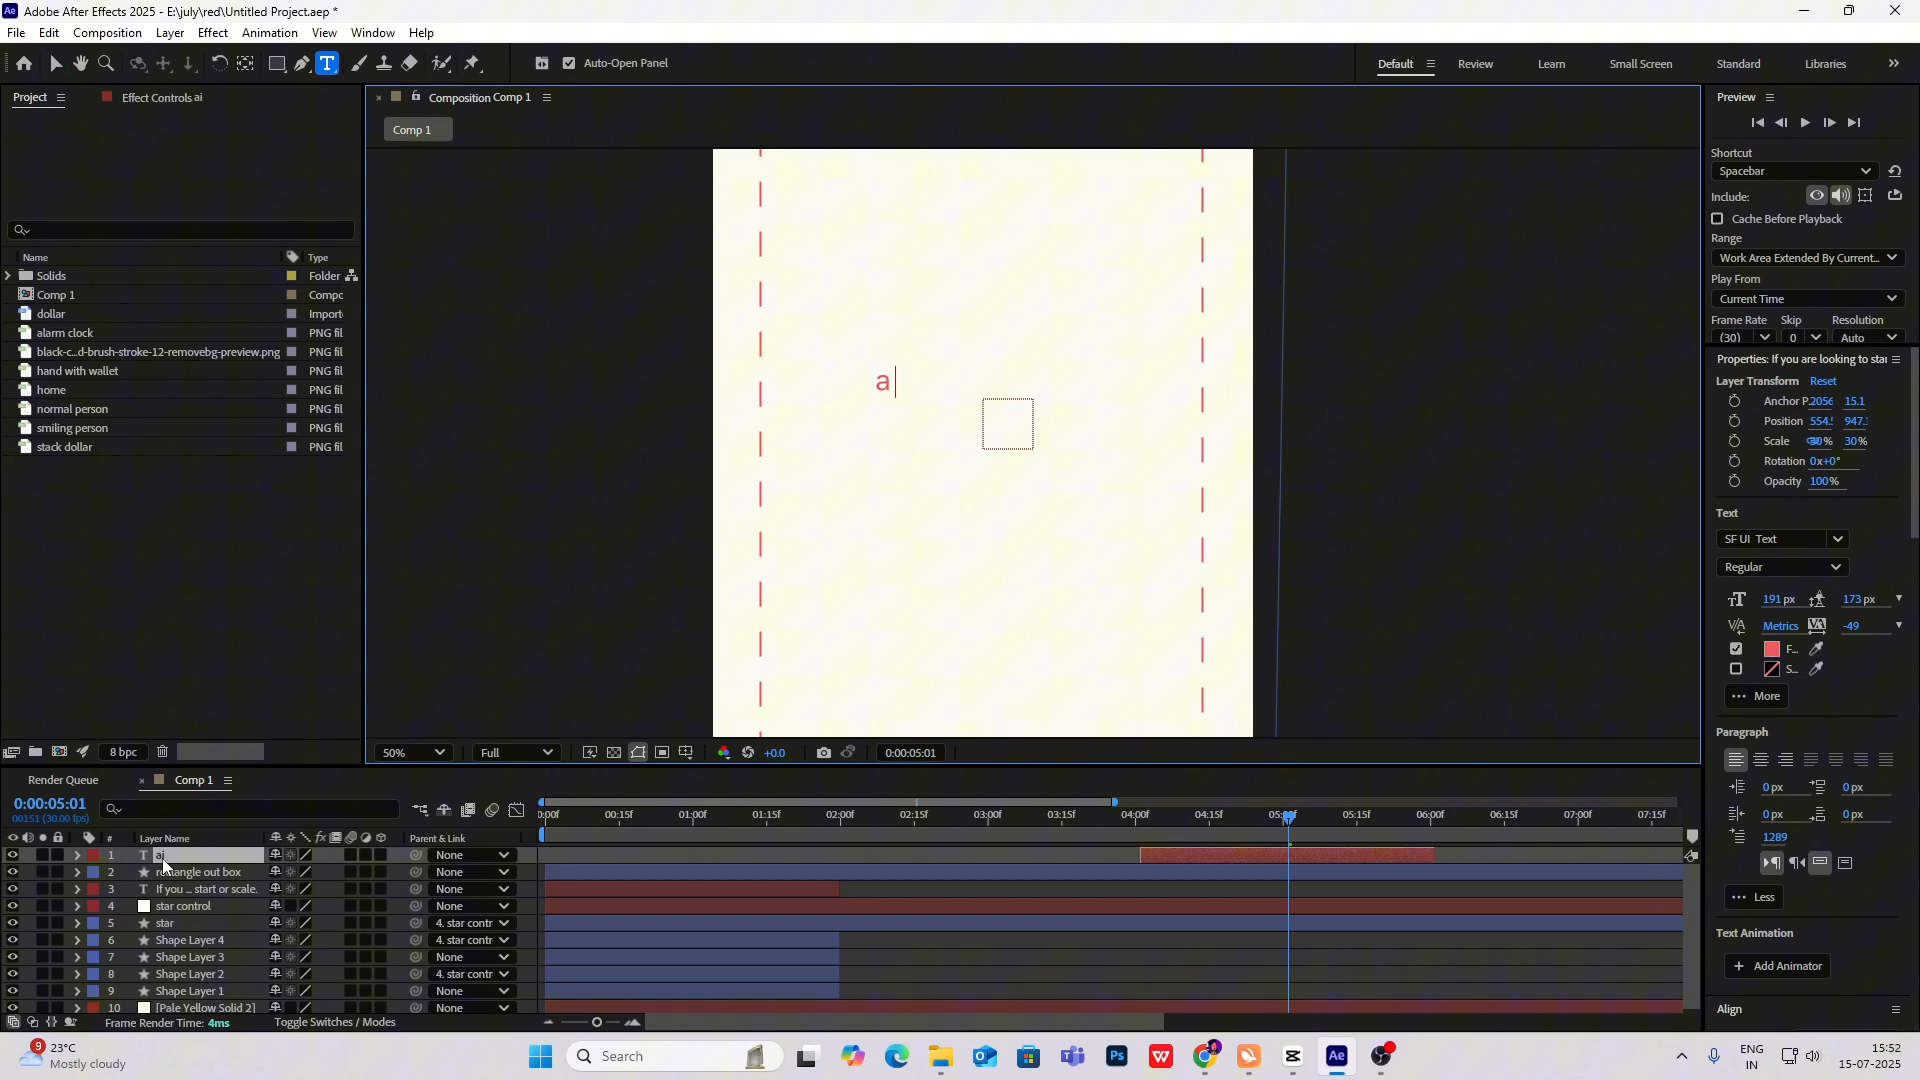 Adobe After Effects 2025 - E:\july\red\Untitled Project.aep *
File Edit Composition Layer Effect Animation View Window Help
Auto-Open Panel
Default Review Learn Small Screen Standard Libraries
Project Effect Controls ai
Composition Comp 1
Comp 1
Name Type
Solids Folder
Comp 1 Compo
dollar Import
alarm clock PNG fil
black-c...d-brush-stroke-12-removebg-preview.png PNG fil
hand with wallet PNG fil
home PNG fil
normal person PNG fil
smiling person PNG fil
stack dollar PNG fil
a
8 bpc
50% Full +0.0 0:00:05:01
Preview
Shortcut
Spacebar
Include:
Cache Before Playback
Range
Work Area Extended By Current...
Play From
Current Time
Frame Rate Skip Resolution
(30) 0 Auto
Properties: If you are looking to star
Layer Transform Reset
Anchor P. 2056 15.1
Position 554. 947.
Scale 30% 30%
Rotation 0x+0°
Opacity 100%
Text
SF UI Text
Regular
191 px 173 px
Metrics -49
F...
S...
More
Paragraph
0 px 0 px
0 px 0 px
1289
Less
Text Animation
Add Animator
Align
Render Queue Comp 1
0:00:05:01
00151 (30.00 fps)
00f 00:15f 01:00f 01:15f 02:00f 02:15f 03:00f 03:15f 04:00f 04:15f 05:15f 06:00f 06:15f 07:00f 07:15f
# Layer Name Parent & Link
1 None
2 rectangle out box None
3 If you ... start or scale. None
4 star control None
5 star 4. star contr
6 Shape Layer 4 4. star contr
7 Shape Layer 3 None
8 Shape Layer 2 4. star contr
9 Shape Layer 1 None
10 [Pale Yellow Solid 2] None
Frame Render Time: 4ms Toggle Switches / Modes
9 23°C
Mostly cloudy
Search
ENG
IN
15:52
15-07-2025